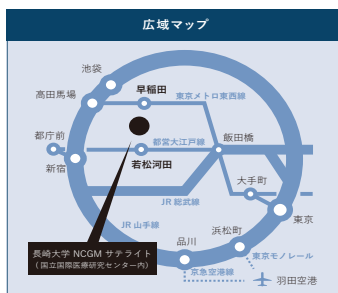 広域マップ
池袋
早稲田
高田馬場
東京メトロ東西線
都庁前
都営大江戸線
飯田橋
新宿
若松河田
大手町
JR 総武線
東京
JR 山手線
浜松町
品川
東京モノレール
長崎大学 NCGM サテライト
（国立国際医療研究センター内）
京急空港線
羽田空港